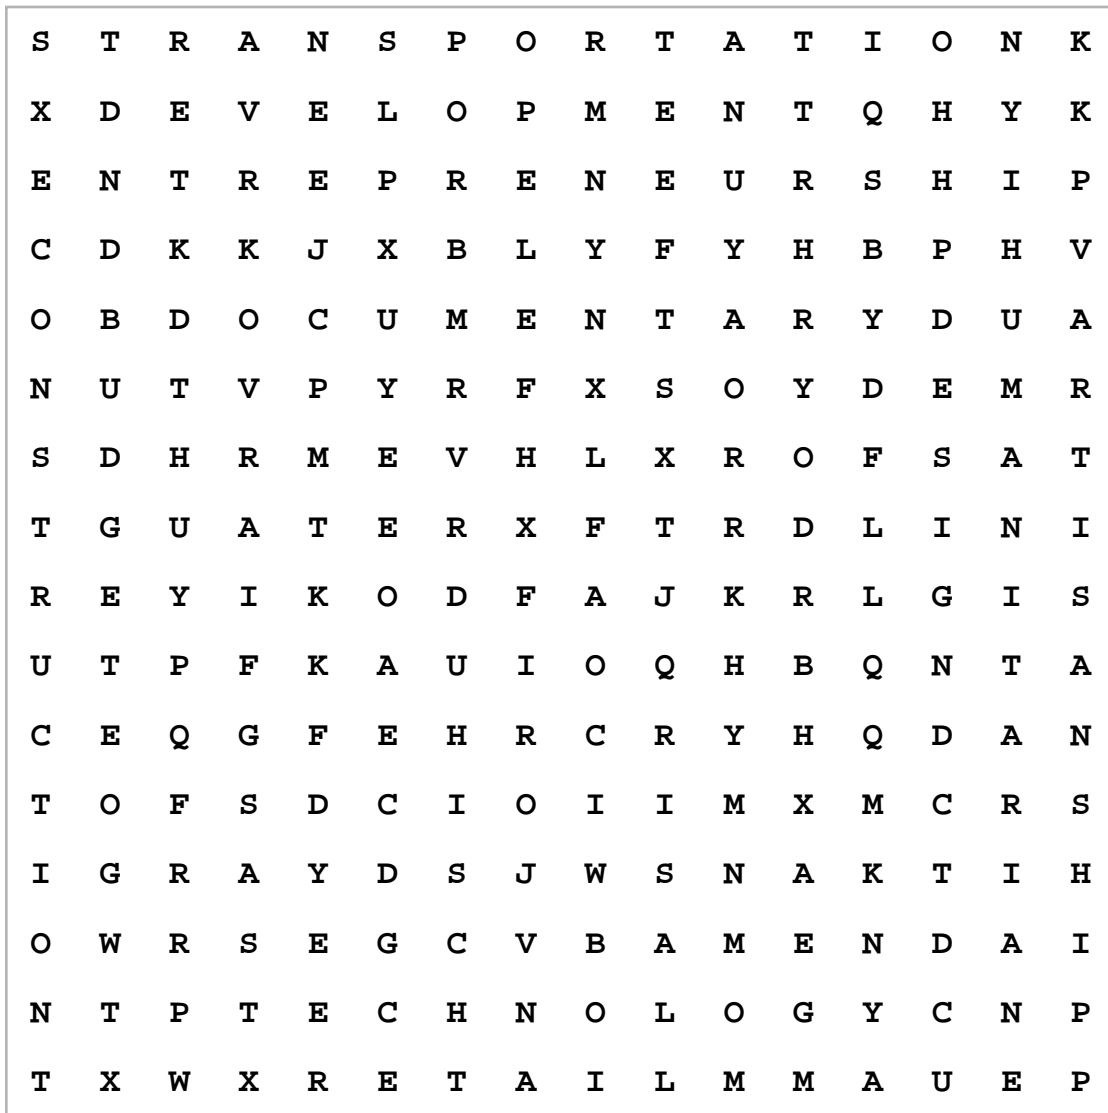 S T R A N S P O R T A T I O N K
X D E V E L O P M E N T Q H Y K
E N T R E P R E N E U R S H I P
C D K K J X B L Y F Y H B P H V
O B D O C U M E N T A R Y D U A
N U T V P Y R F X S O Y D E M R
S D H R M E V H L X R O F S A T
T G U A T E R X F T R D L I N I
R E Y I K O D F A J K R L G I S
U T P F K A U I O Q H B Q N T A
C E Q G F E H R C R Y H Q D A N
T O F S D C I O I I M X M C R S
I G R A Y D S J W S N A K T I H
O W R S E G C V B A M E N D A I
N T P T E C H N O L O G Y C N P
T X W X R E T A I L M M A U E P